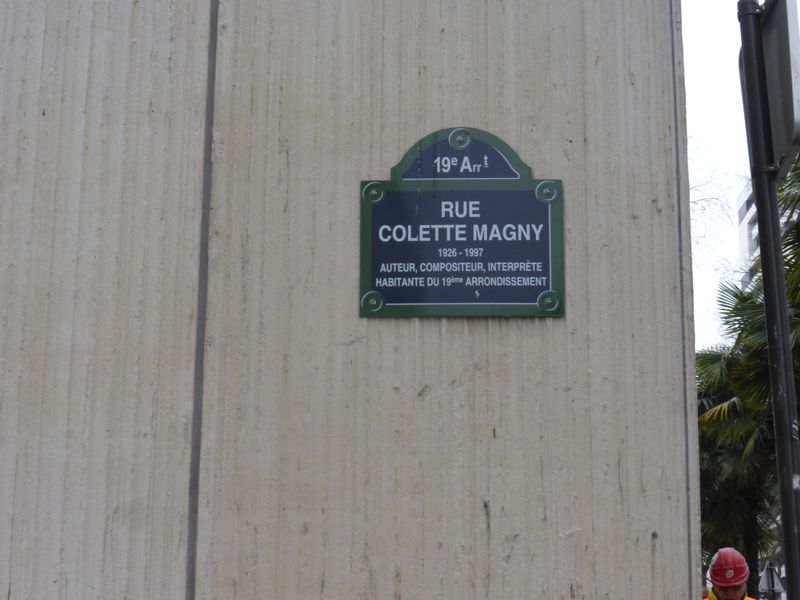 19e Arrt
RUE
COLETTE MAGNY
1926 - 1997
AUTEUR, COMPOSITEUR, INTERPRÈTE
HABITANTE DU 19ème ARRONDISSEMENT